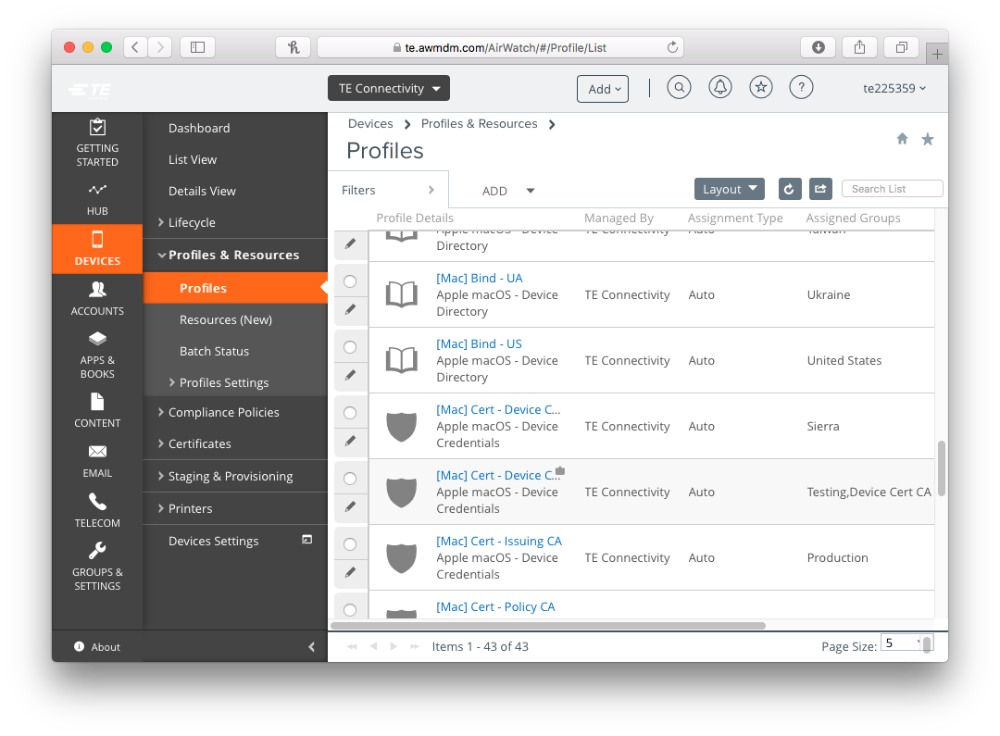 te.awmdm.com/AirWatch/#/Profile/List
TE
TE Connectivity
Add
te225359
GETTING
STARTED
HUB
DEVICES
ACCOUNTS
APPS &
BOOKS
CONTENT
EMAIL
TELECOM
GROUPS &
SETTINGS
About
Dashboard
List View
Details View
Lifecycle
Profiles & Resources
Profiles
Resources (New)
Batch Status
Profiles Settings
Compliance Policies
Certificates
Staging & Provisioning
Printers
Devices Settings
Devices > Profiles & Resources >
Profiles
Filters
ADD
Layout
Search List
Profile Details Managed By Assignment Type Assigned Groups
Apple macOS - Device TE Connectivity Auto Taiwan
Directory
[Mac] Bind - UA
Apple macOS - Device TE Connectivity Auto Ukraine
Directory
[Mac] Bind - US
Apple macOS - Device TE Connectivity Auto United States
Directory
[Mac] Cert - Device C...
Apple macOS - Device TE Connectivity Auto Sierra
Credentials
[Mac] Cert - Device C...
Apple macOS - Device TE Connectivity Auto Testing,Device Cert CA
Credentials
[Mac] Cert - Issuing CA
Apple macOS - Device TE Connectivity Auto Production
Credentials
[Mac] Cert - Policy CA
Items 1 - 43 of 43
Page Size: 5